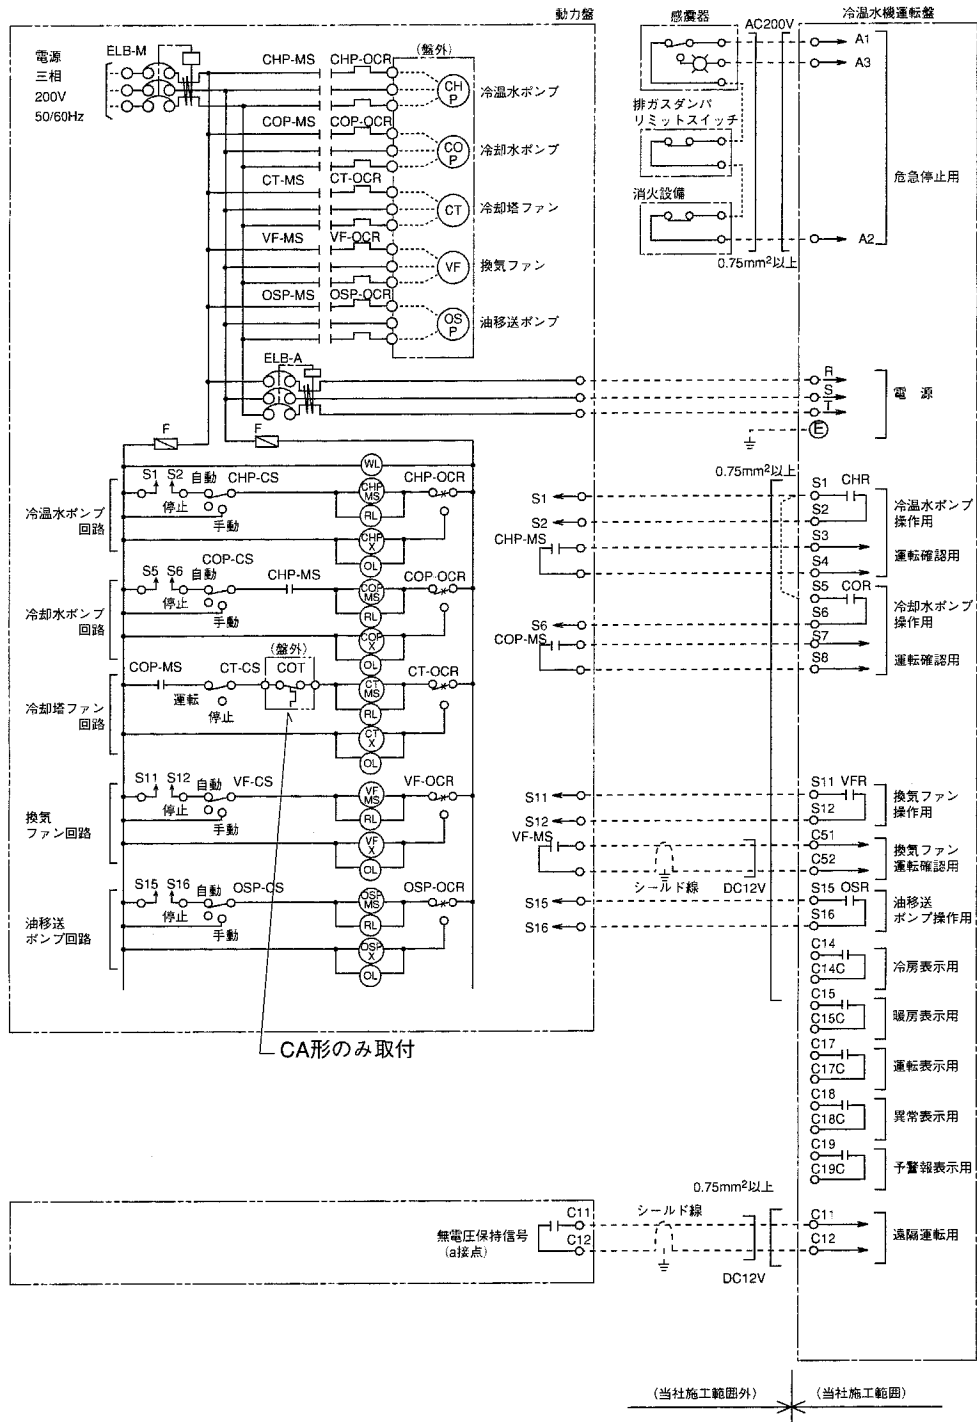 動力盤
感震器
AC200V
冷温水機運転盤
電源
三相
200V
50/60Hz
ELB-M
CHP-MS
CHP-OCR
(盤外)
CH
P
冷温水ポンプ
COP-MS
COP-OCR
CO
P
冷却水ポンプ
CT-MS
CT-OCR
CT
冷却塔ファン
VF-MS
VF-OCR
VF
換気ファン
OSP-MS
OSP-OCR
OS
P
油移送ポンプ
ELB-A
A1
A3
排ガスダンパ
リミットスイッチ
消火設備
危急停止用
A2
0.75mm²以上
R
S
T
E
電 源
F
F
WL
0.75mm²以上
冷温水ポンプ
回路
S1
S2
自動
停止
手動
CHP-CS
CHP
MS
RL
CHP
X
OL
CHP-OCR
冷却水ポンプ
回路
S5
S6
自動
停止
手動
COP-CS
CHP-MS
COP
MS
RL
COP
X
OL
COP-OCR
冷却塔ファン
回路
COP-MS
CT-CS
運転
停止
(盤外)
COT
CT
MS
RL
CT
X
OL
CT-OCR
換気
ファン回路
S11
S12
自動
停止
手動
VF-CS
VF
MS
RL
VF
X
OL
VF-OCR
油移送
ポンプ回路
S15
S16
自動
停止
手動
OSP-CS
OSP
MS
RL
OSP
X
OL
OSP-OCR
CA形のみ取付
S1
S2
CHP-MS
S6
COP-MS
S11
S12
VF-MS
シールド線
DC12V
S15
S16
S1
CHR
S2
冷温水ポンプ
操作用
S3
S4
運転確認用
S5
COR
S6
冷却水ポンプ
操作用
S7
S8
運転確認用
S11
VFR
S12
換気ファン
操作用
C51
C52
換気ファン
運転確認用
S15
OSR
S16
油移送
ポンプ操作用
C14
C14C
冷房表示用
C15
C15C
暖房表示用
C17
C17C
運転表示用
C18
C18C
異常表示用
C19
C19C
予警報表示用
0.75mm²以上
無電圧保持信号
(a接点)
C11
C12
シールド線
DC12V
C11
C12
遠隔運転用
(当社施工範囲外)
(当社施工範囲)